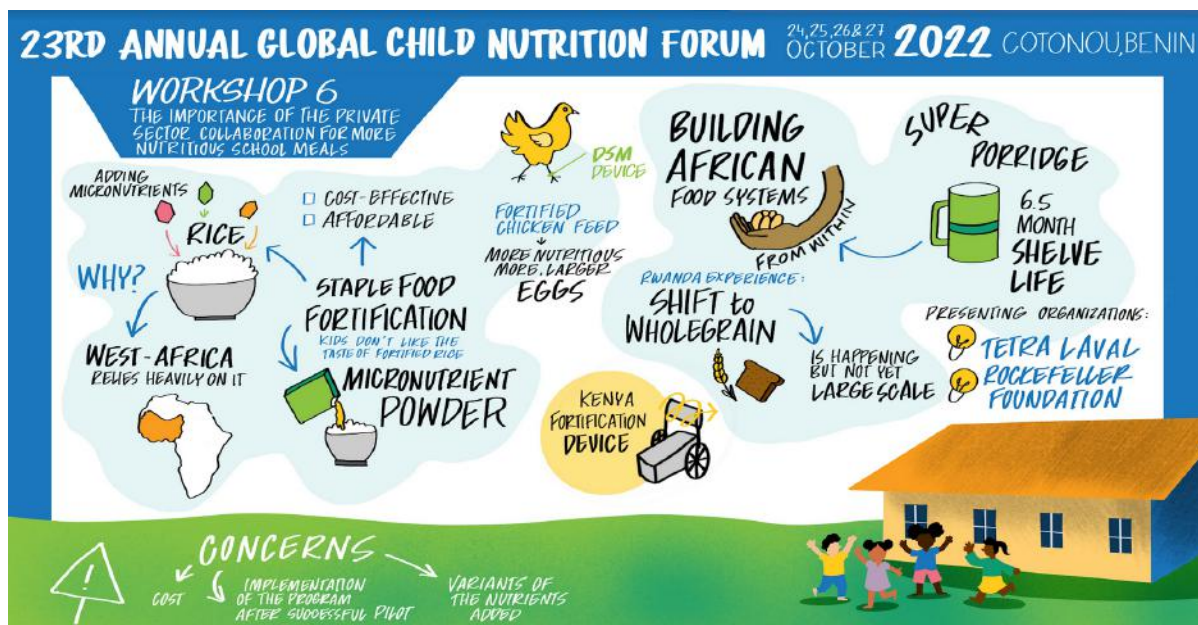 23RD ANNUAL GLOBAL CHILD NUTRITION FORUM
24,25,26&27
OCTOBER
2022
COTONOU, BENIN
WORKSHOP 6
THE IMPORTANCE OF THE PRIVATE
SECTOR COLLABORATION FOR MORE
NUTRITIOUS SCHOOL MEALS
ADDING
MICRONUTRIENTS
RICE
WHY?
WEST-AFRICA
RELIES HEAVILY ON IT
COST-EFFECTIVE
AFFORDABLE
STAPLE FOOD
FORTIFICATION
KIDS DON'T LIKE THE
TASTE OF FORTIFIED RICE
MICRONUTRIENT
POWDER
DSM
DEVICE
FORTIFIED
CHICKEN FEED
MORE NUTRITIOUS
MORE, LARGER
EGGS
KENYA
FORTIFICATION
DEVICE
BUILDING
AFRICAN
FOOD SYSTEMS
FROM WITHIN
RWANDA EXPERIENCE:
SHIFT to
WHOLEGRAIN
IS HAPPENING
BUT NOT YET
LARGE SCALE
SUPER
PORRIDGE
6.5
MONTH
SHELVE
LIFE
PRESENTING ORGANIZATIONS:
TETRA LAVAL
ROCKEFELLER
FOUNDATION
!
CONCERNS
COST
IMPLEMENTATION
OF THE PROGRAM
AFTER SUCCESSFUL PILOT
VARIANTS OF
THE NUTRIENTS
ADDED